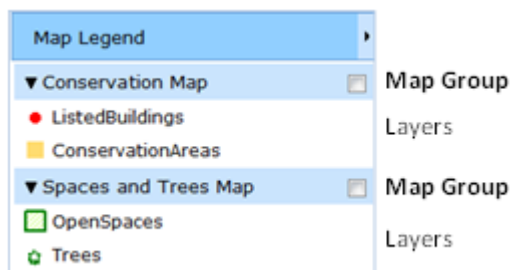 Map Legend
Conservation Map Map Group
ListedBuildings
Layers
ConservationAreas
Spaces and Trees Map Map Group
OpenSpaces
Layers
Trees